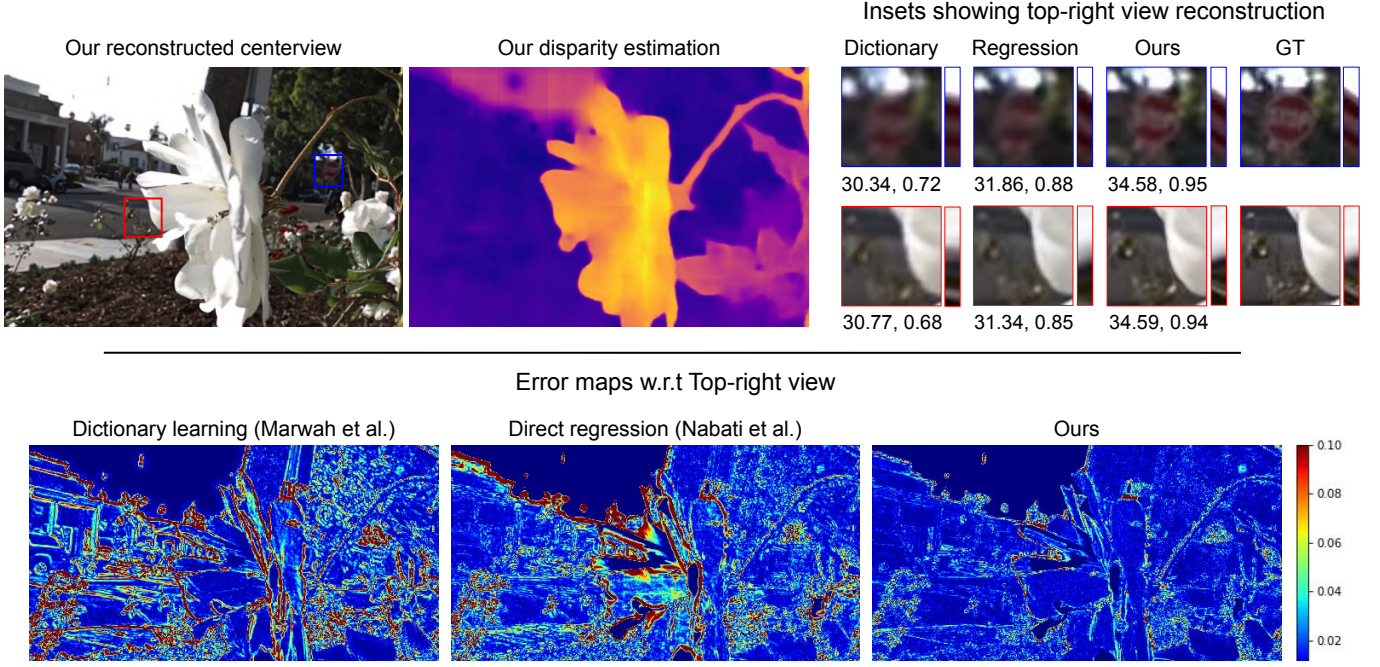 Insets showing top-right view reconstruction
Our reconstructed centerview
Our disparity estimation
Dictionary Regression Ours GT
30.34, 0.72 31.86, 0.88 34.58, 0.95
30.77, 0.68 31.34, 0.85 34.59, 0.94
Error maps w.r.t Top-right view
Dictionary learning (Marwah et al.)
Direct regression (Nabati et al.)
Ours
0.10
0.08
0.06
0.04
0.02